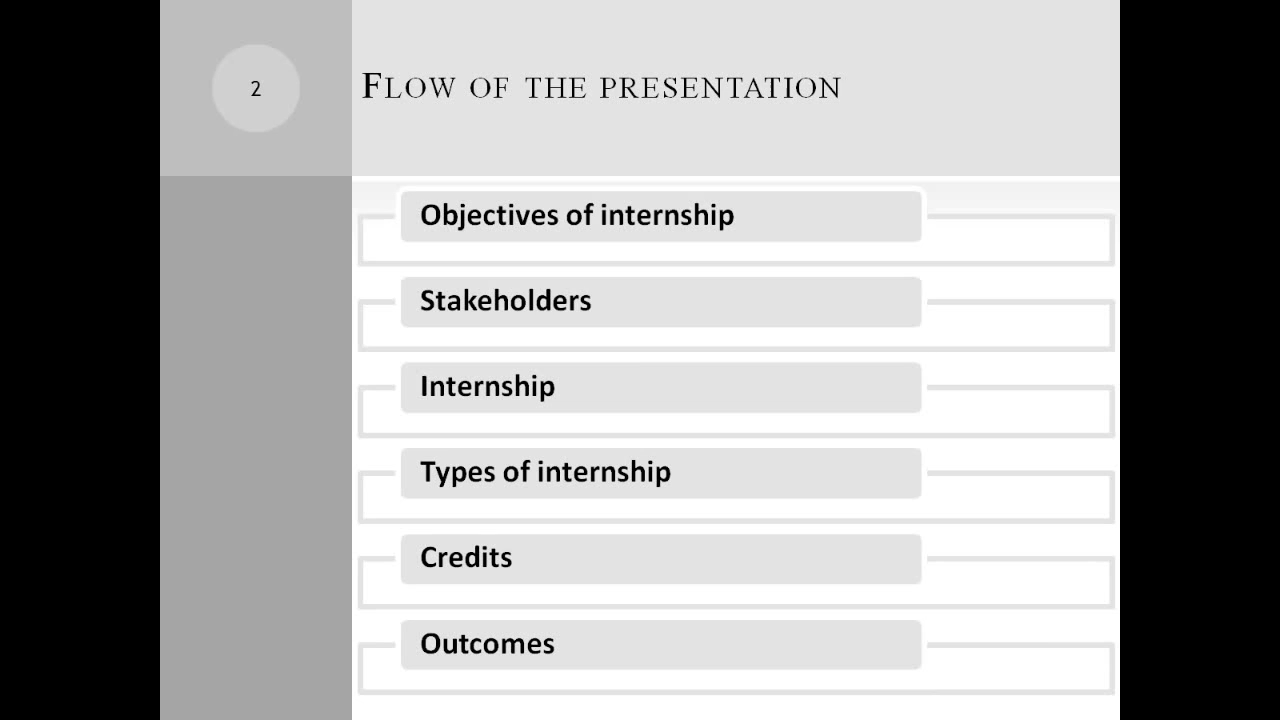 2
Flow of the presentation
Objectives of internship
Stakeholders
Internship
Types of internship
Credits
Outcomes